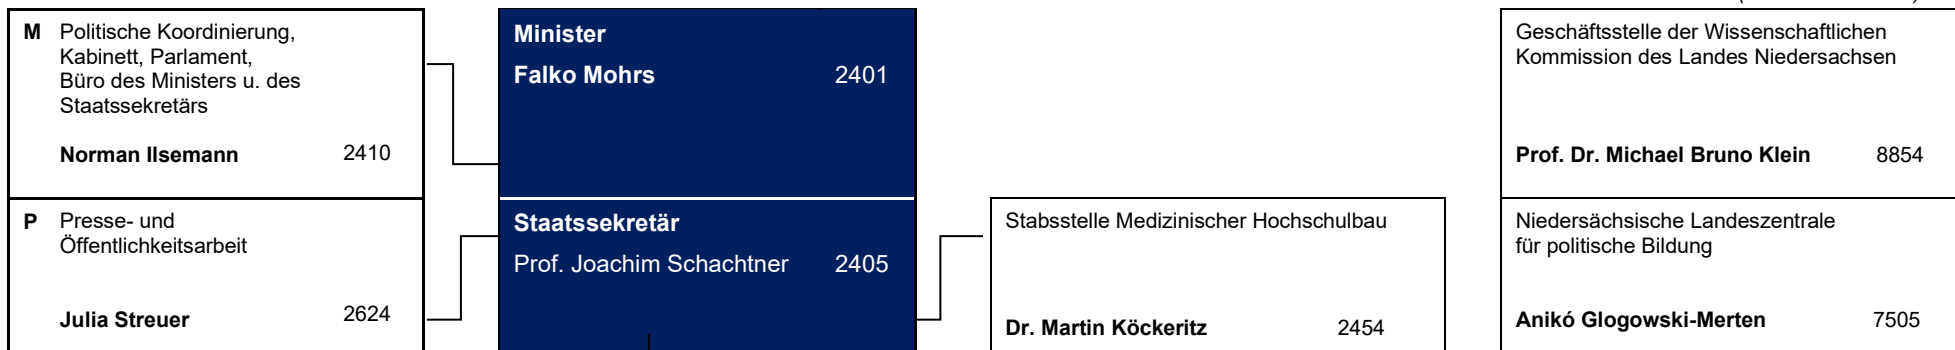 M Politische Koordinierung,
Kabinett, Parlament,
Büro des Ministers u. des
Staatssekretärs
Norman Ilsemann 2410
P Presse- und
Öffentlichkeitsarbeit
Julia Streuer 2624
Minister
Falko Mohrs 2401
Staatssekretär
Prof. Joachim Schachtner 2405
Stabsstelle Medizinischer Hochschulbau
Dr. Martin Köckeritz 2454
Geschäftsstelle der Wissenschaftlichen
Kommission des Landes Niedersachsen
Prof. Dr. Michael Bruno Klein 8854
Niedersächsische Landeszentrale
für politische Bildung
Anikó Glogowski-Merten 7505